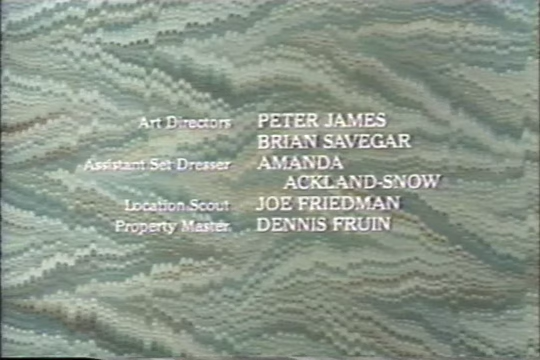 Art Directors PETER JAMES
BRIAN SAVEGAR
Assistant Set Dresser AMANDA
ACKLAND-SNOW
Location Scout JOE FRIEDMAN
Property Master DENNIS FRUIN